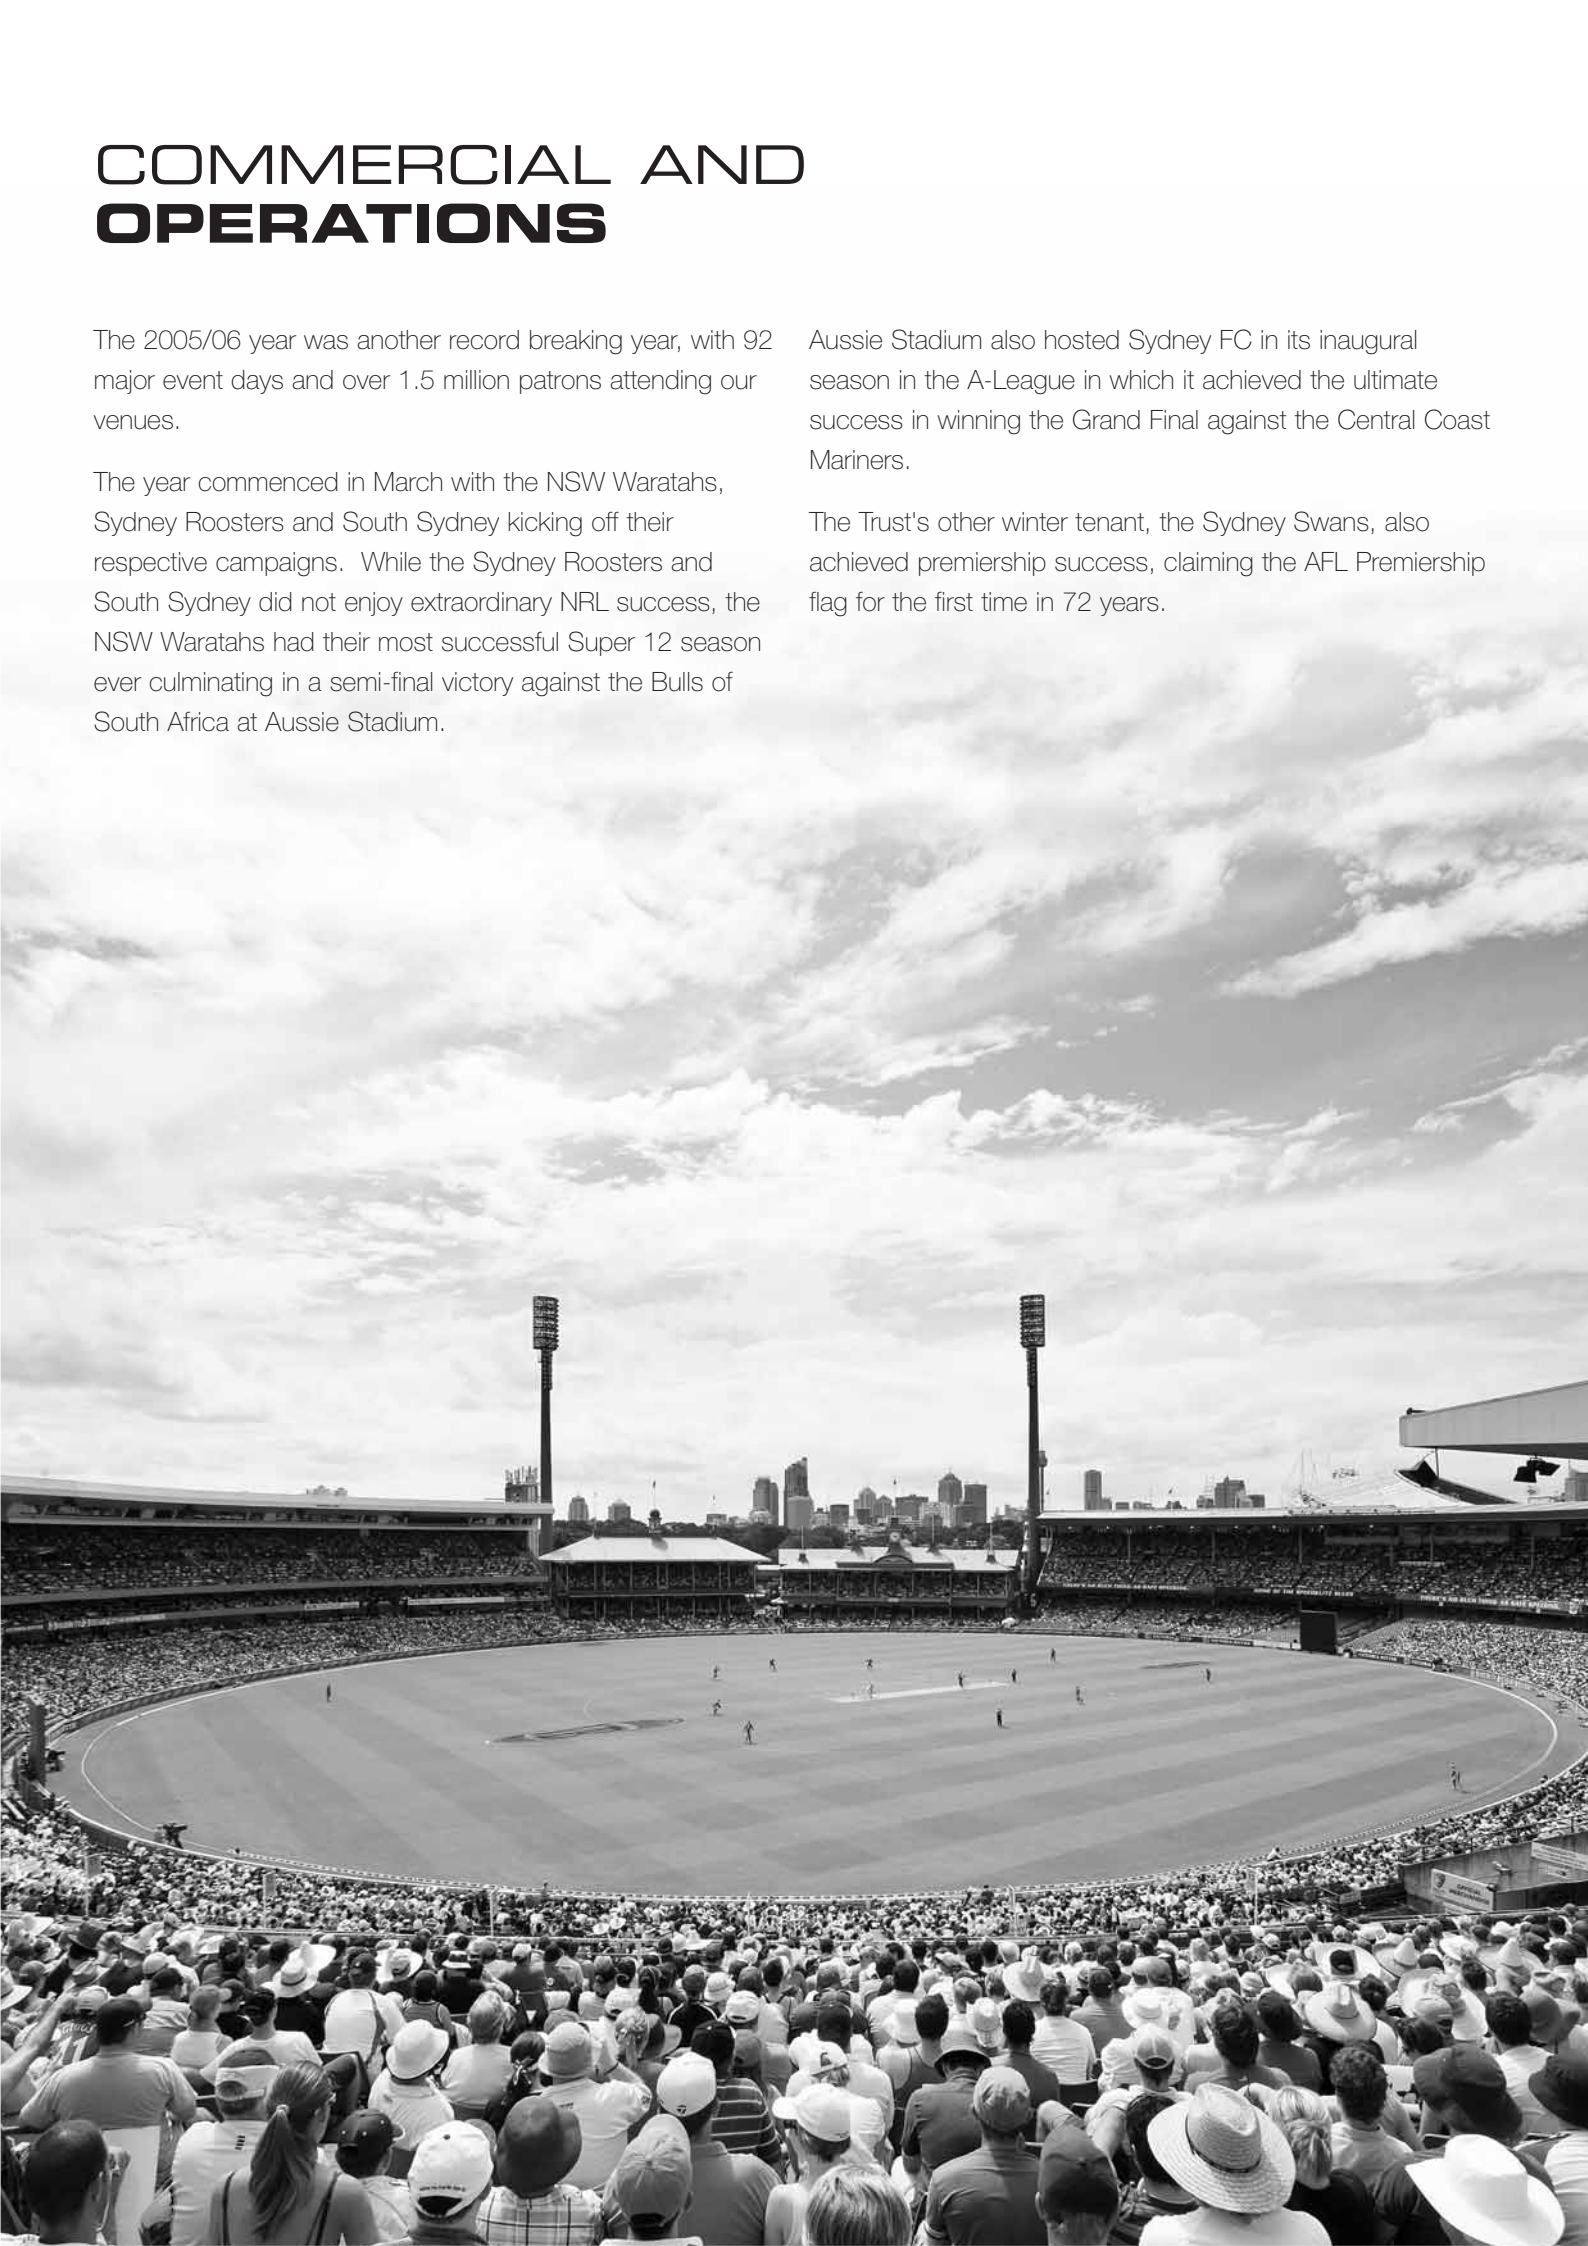 COMMERCIAL AND
OPERATIONS
The 2005/06 year was another record breaking year, with 92
major event days and over 1.5 million patrons attending our
venues.
The year commenced in March with the NSW Waratahs,
Sydney Roosters and South Sydney kicking off their
respective campaigns.  While the Sydney Roosters and
South Sydney did not enjoy extraordinary NRL success, the
NSW Waratahs had their most successful Super 12 season
ever culminating in a semi-final victory against the Bulls of
South Africa at Aussie Stadium.
Aussie Stadium also hosted Sydney FC in its inaugural
season in the A-League in which it achieved the ultimate
success in winning the Grand Final against the Central Coast
Mariners.
The Trust's other winter tenant, the Sydney Swans, also
achieved premiership success, claiming the AFL Premiership
flag for the first time in 72 years.
OFFICIAL
MERCHANDISE